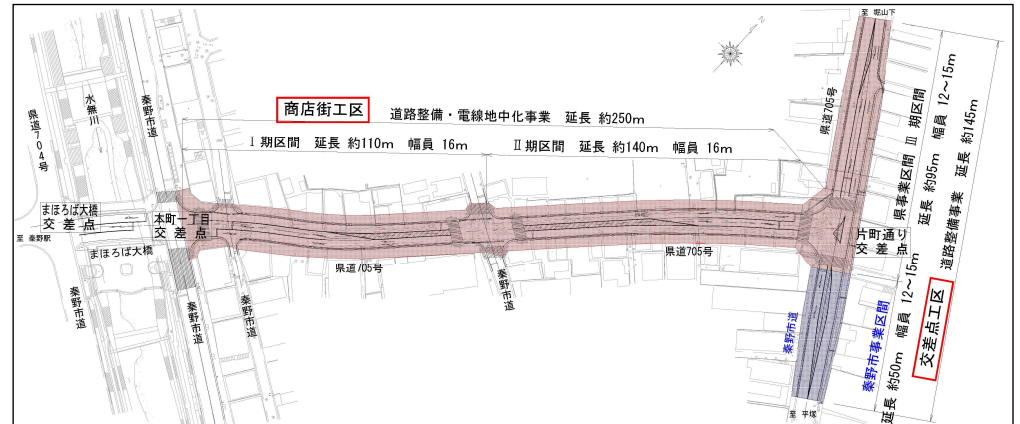 至 堀山下
N
商店街工区
道路整備・電線地中化事業 延長 約250m
Ⅰ期区間 延長 約110m 幅員 16m
Ⅱ期区間 延長 約140m 幅員 16m
県道704号
水無川
秦野市道
まほろば大橋
交差点
本町一丁目
交差点
至 秦野駅
まほろば大橋
秦野市道
秦野市道
秦野市道
県道705号
秦野市道
県道705号
県道705号
片町通り
交差点
県事業区間 Ⅲ 期区間
延長 約95m 幅員 12~15m
道路整備事業 延長 約145m
交差点工区
秦野市道
秦野市事業区間
延長 約50m 幅員 12~15m
至 平塚